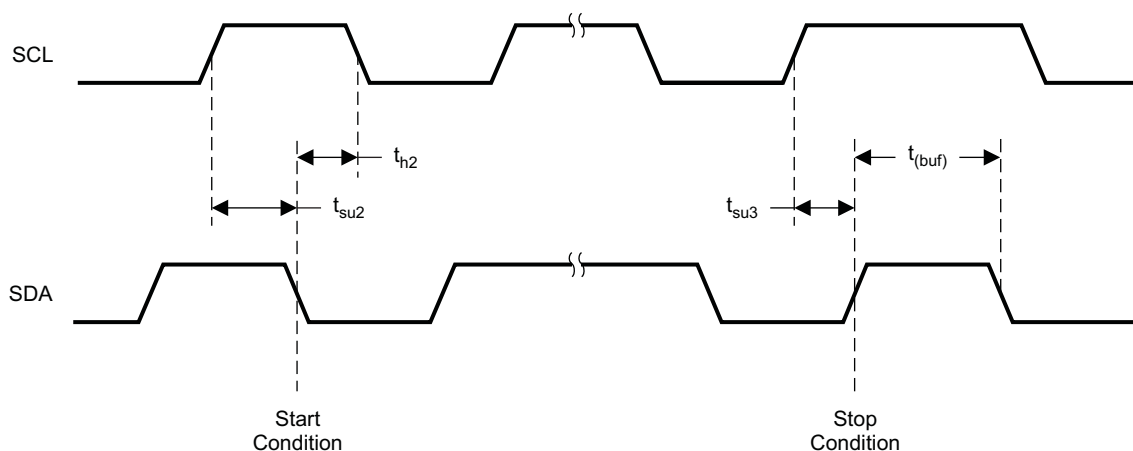 SCL
t_h2
t_(buf)
t_su2
t_su3
SDA
Start
Condition
Stop
Condition